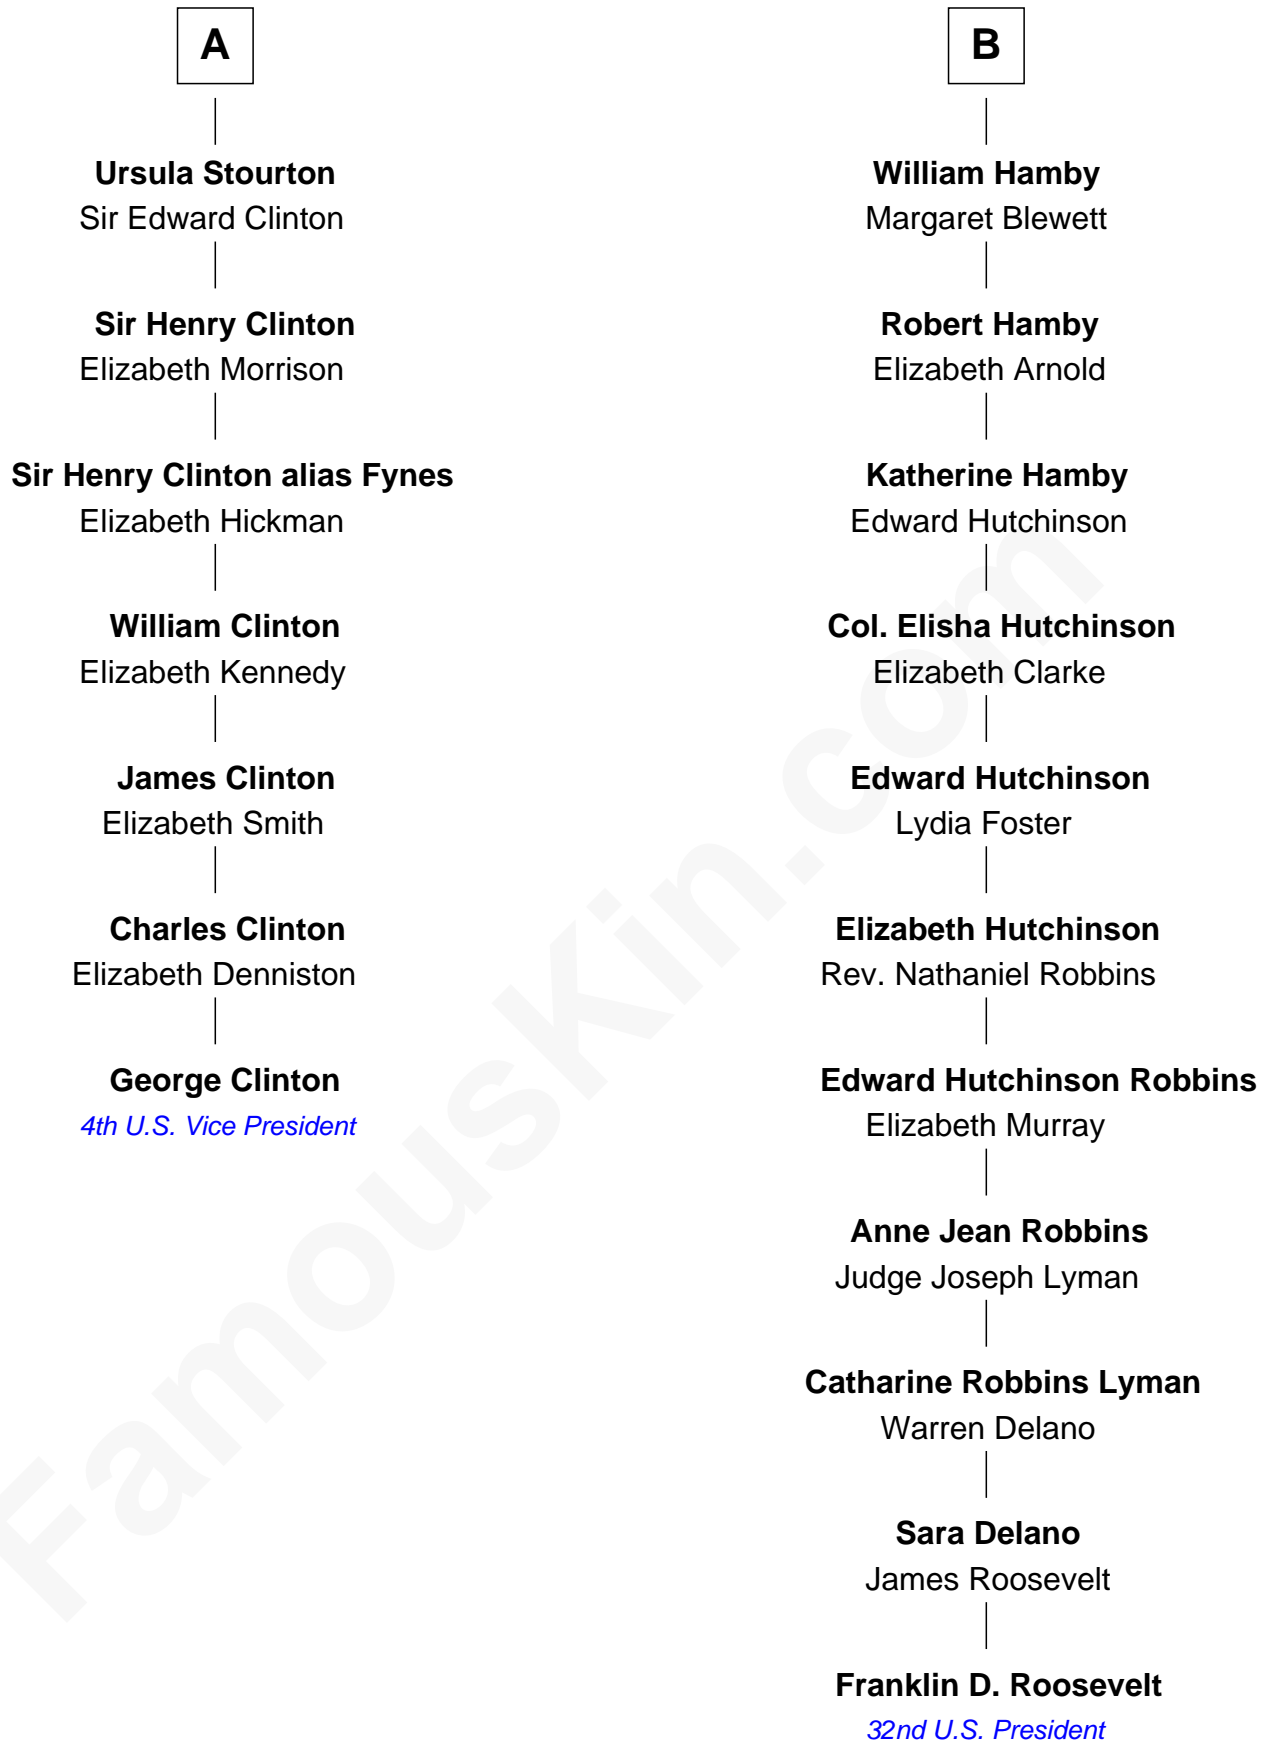 A
Ursula Stourton
Sir Edward Clinton
Sir Henry Clinton
Elizabeth Morrison
Sir Henry Clinton alias Fynes
Elizabeth Hickman
William Clinton
Elizabeth Kennedy
James Clinton
Elizabeth Smith
Charles Clinton
Elizabeth Denniston
George Clinton
4th U.S. Vice President
B
William Hamby
Margaret Blewett
Robert Hamby
Elizabeth Arnold
Katherine Hamby
Edward Hutchinson
Col. Elisha Hutchinson
Elizabeth Clarke
Edward Hutchinson
Lydia Foster
Elizabeth Hutchinson
Rev. Nathaniel Robbins
Edward Hutchinson Robbins
Elizabeth Murray
Anne Jean Robbins
Judge Joseph Lyman
Catharine Robbins Lyman
Warren Delano
Sara Delano
James Roosevelt
Franklin D. Roosevelt
32nd U.S. President
FamousKin.com